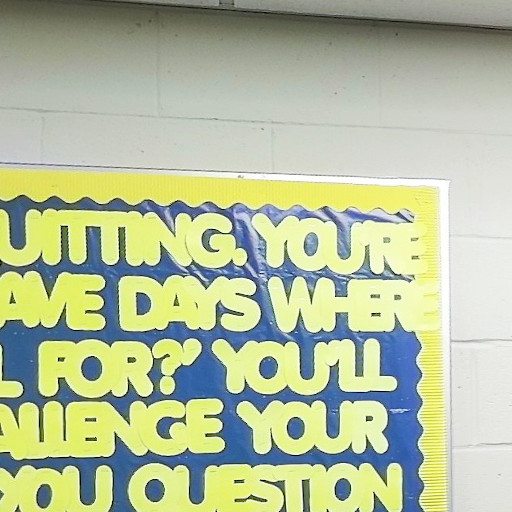 UITTING. YOU'RE
AVE DAYS WHERE
L FOR?' YOU'LL
ALLENGE YOUR
YOU QUESTION